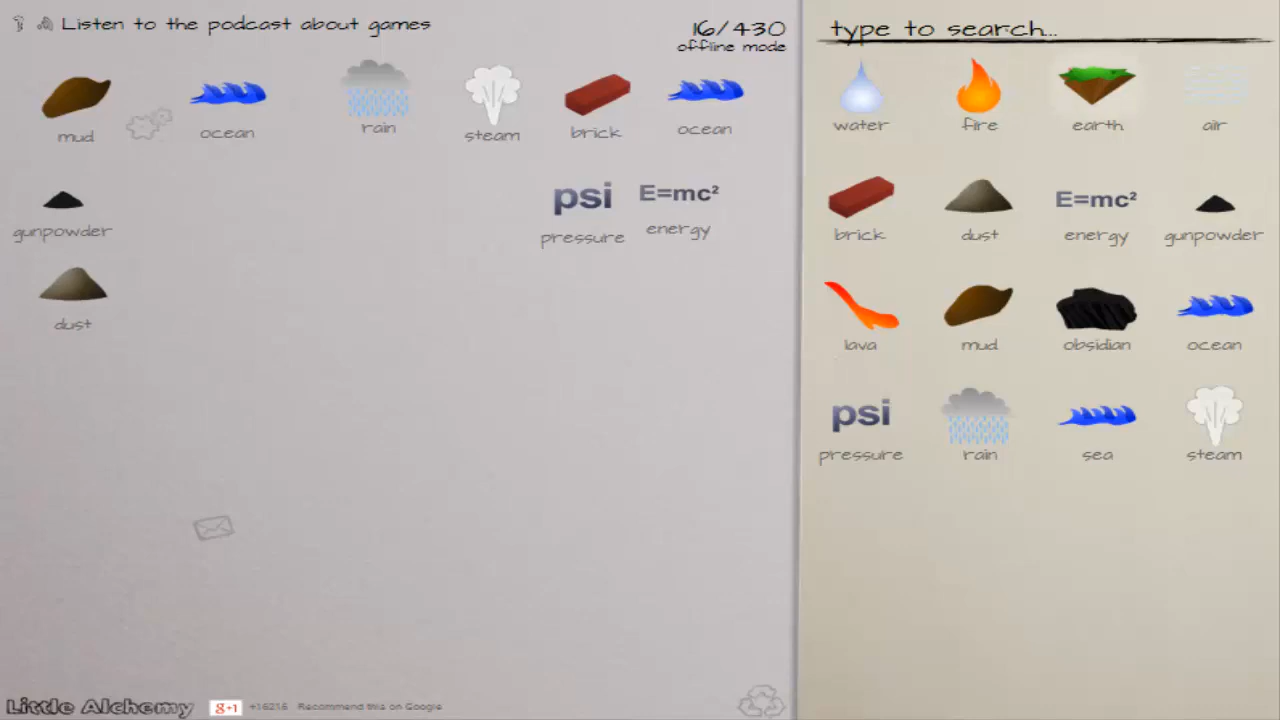 Listen to the podcast about games
16/430
offline mode
type to search...
mud
ocean
rain
steam
brick
ocean
gunpowder
psi
pressure
E=mc²
energy
dust
water
fire
earth
air
brick
dust
E=mc²
energy
gunpowder
lava
mud
obsidian
ocean
psi
pressure
rain
sea
steam
Little Alchemy
g+1
+16216 Recommend this on Google